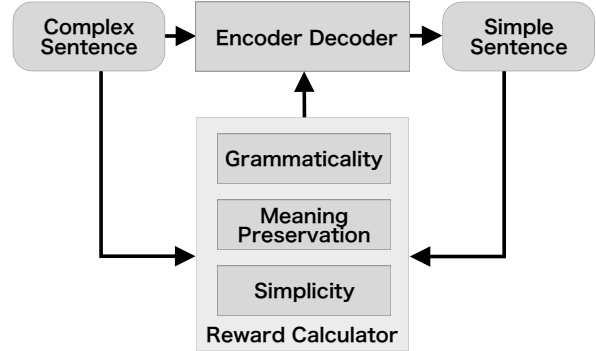 Complex
Sentence
Encoder Decoder
Simple
Sentence
Grammaticality
Meaning
Preservation
Simplicity
Reward Calculator